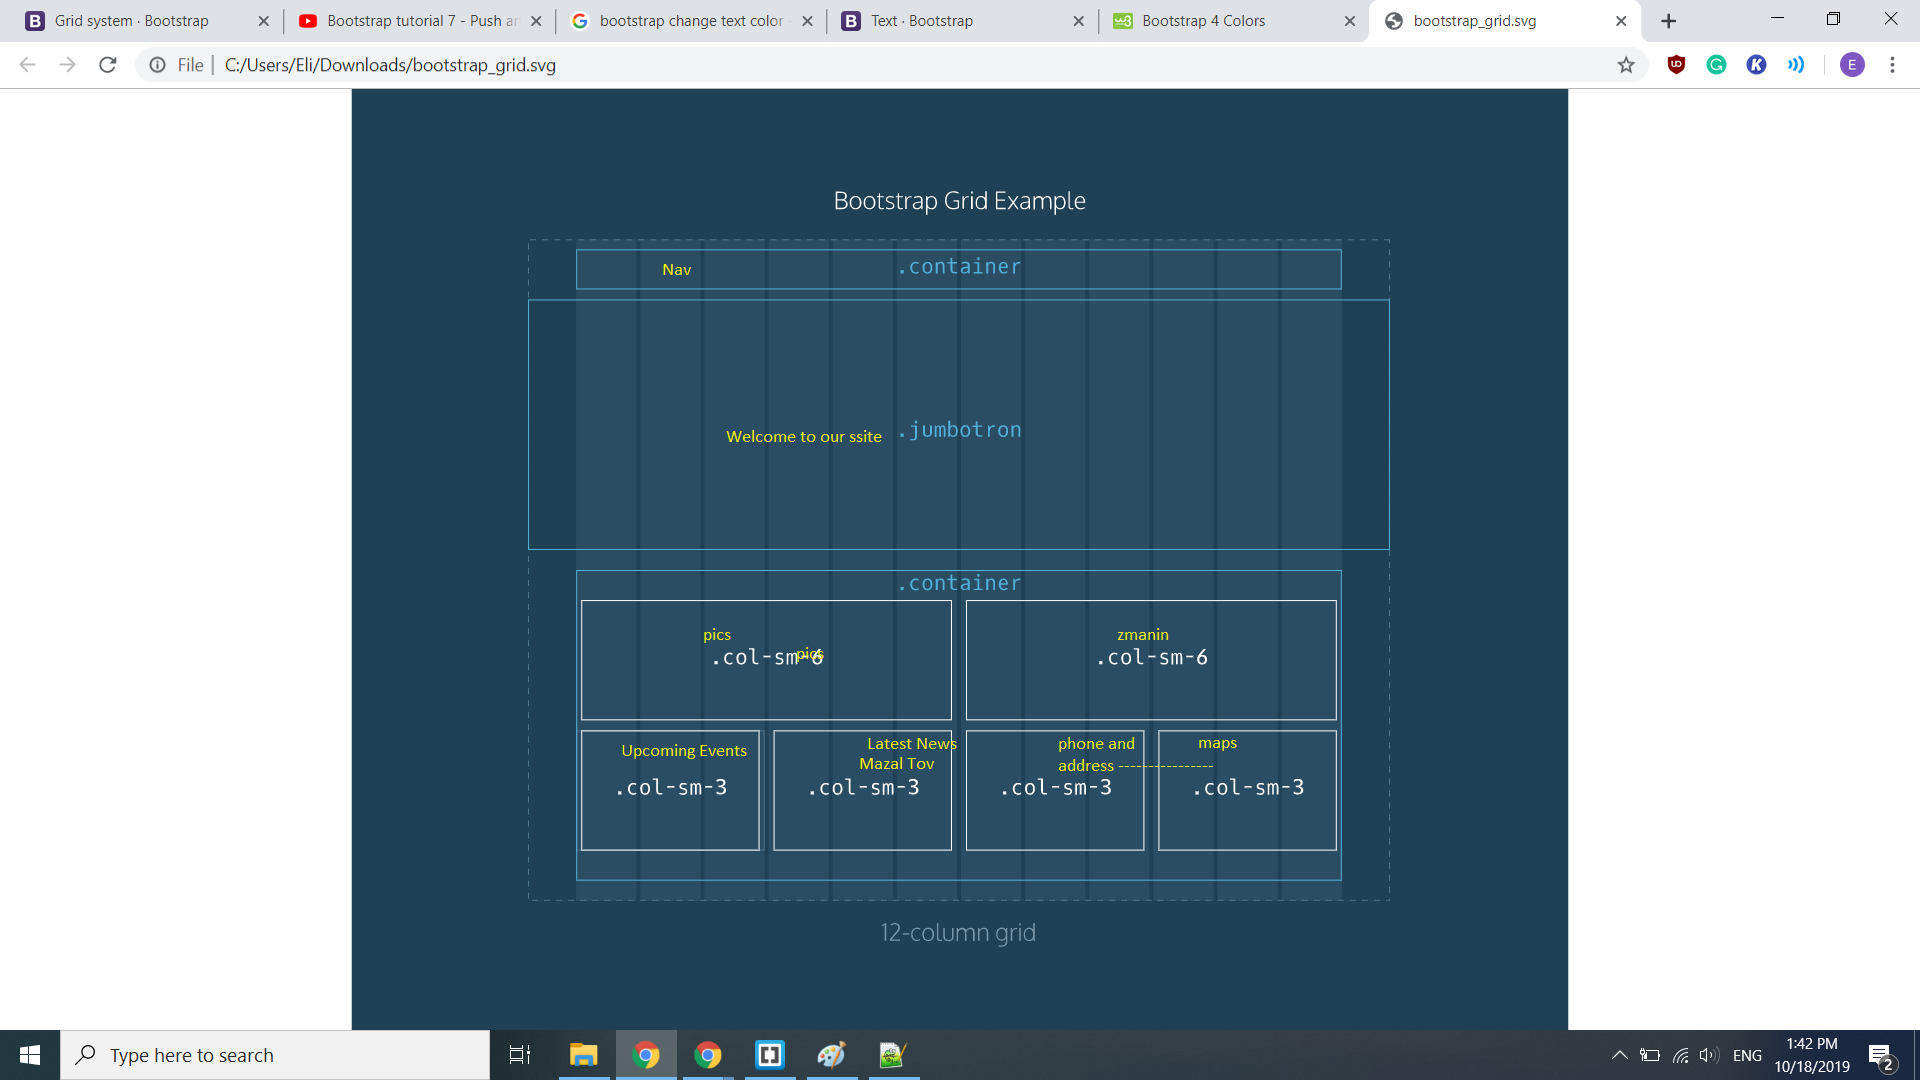 Grid system · Bootstrap
Bootstrap tutorial 7 - Push a
bootstrap change text color
Text · Bootstrap
Bootstrap 4 Colors
bootstrap_grid.svg
File
C:/Users/Eli/Downloads/bootstrap_grid.svg
E
Bootstrap Grid Example
Nav
.container
Welcome to our ssite
.jumbotron
.container
pics
zmanin
pics
.col-sm-6
.col-sm-6
Upcoming Events
Latest News
Mazal Tov
phone and
address ----------------
maps
.col-sm-3
.col-sm-3
.col-sm-3
.col-sm-3
12-column grid
Type here to search
ENG
1:42 PM
10/18/2019
2